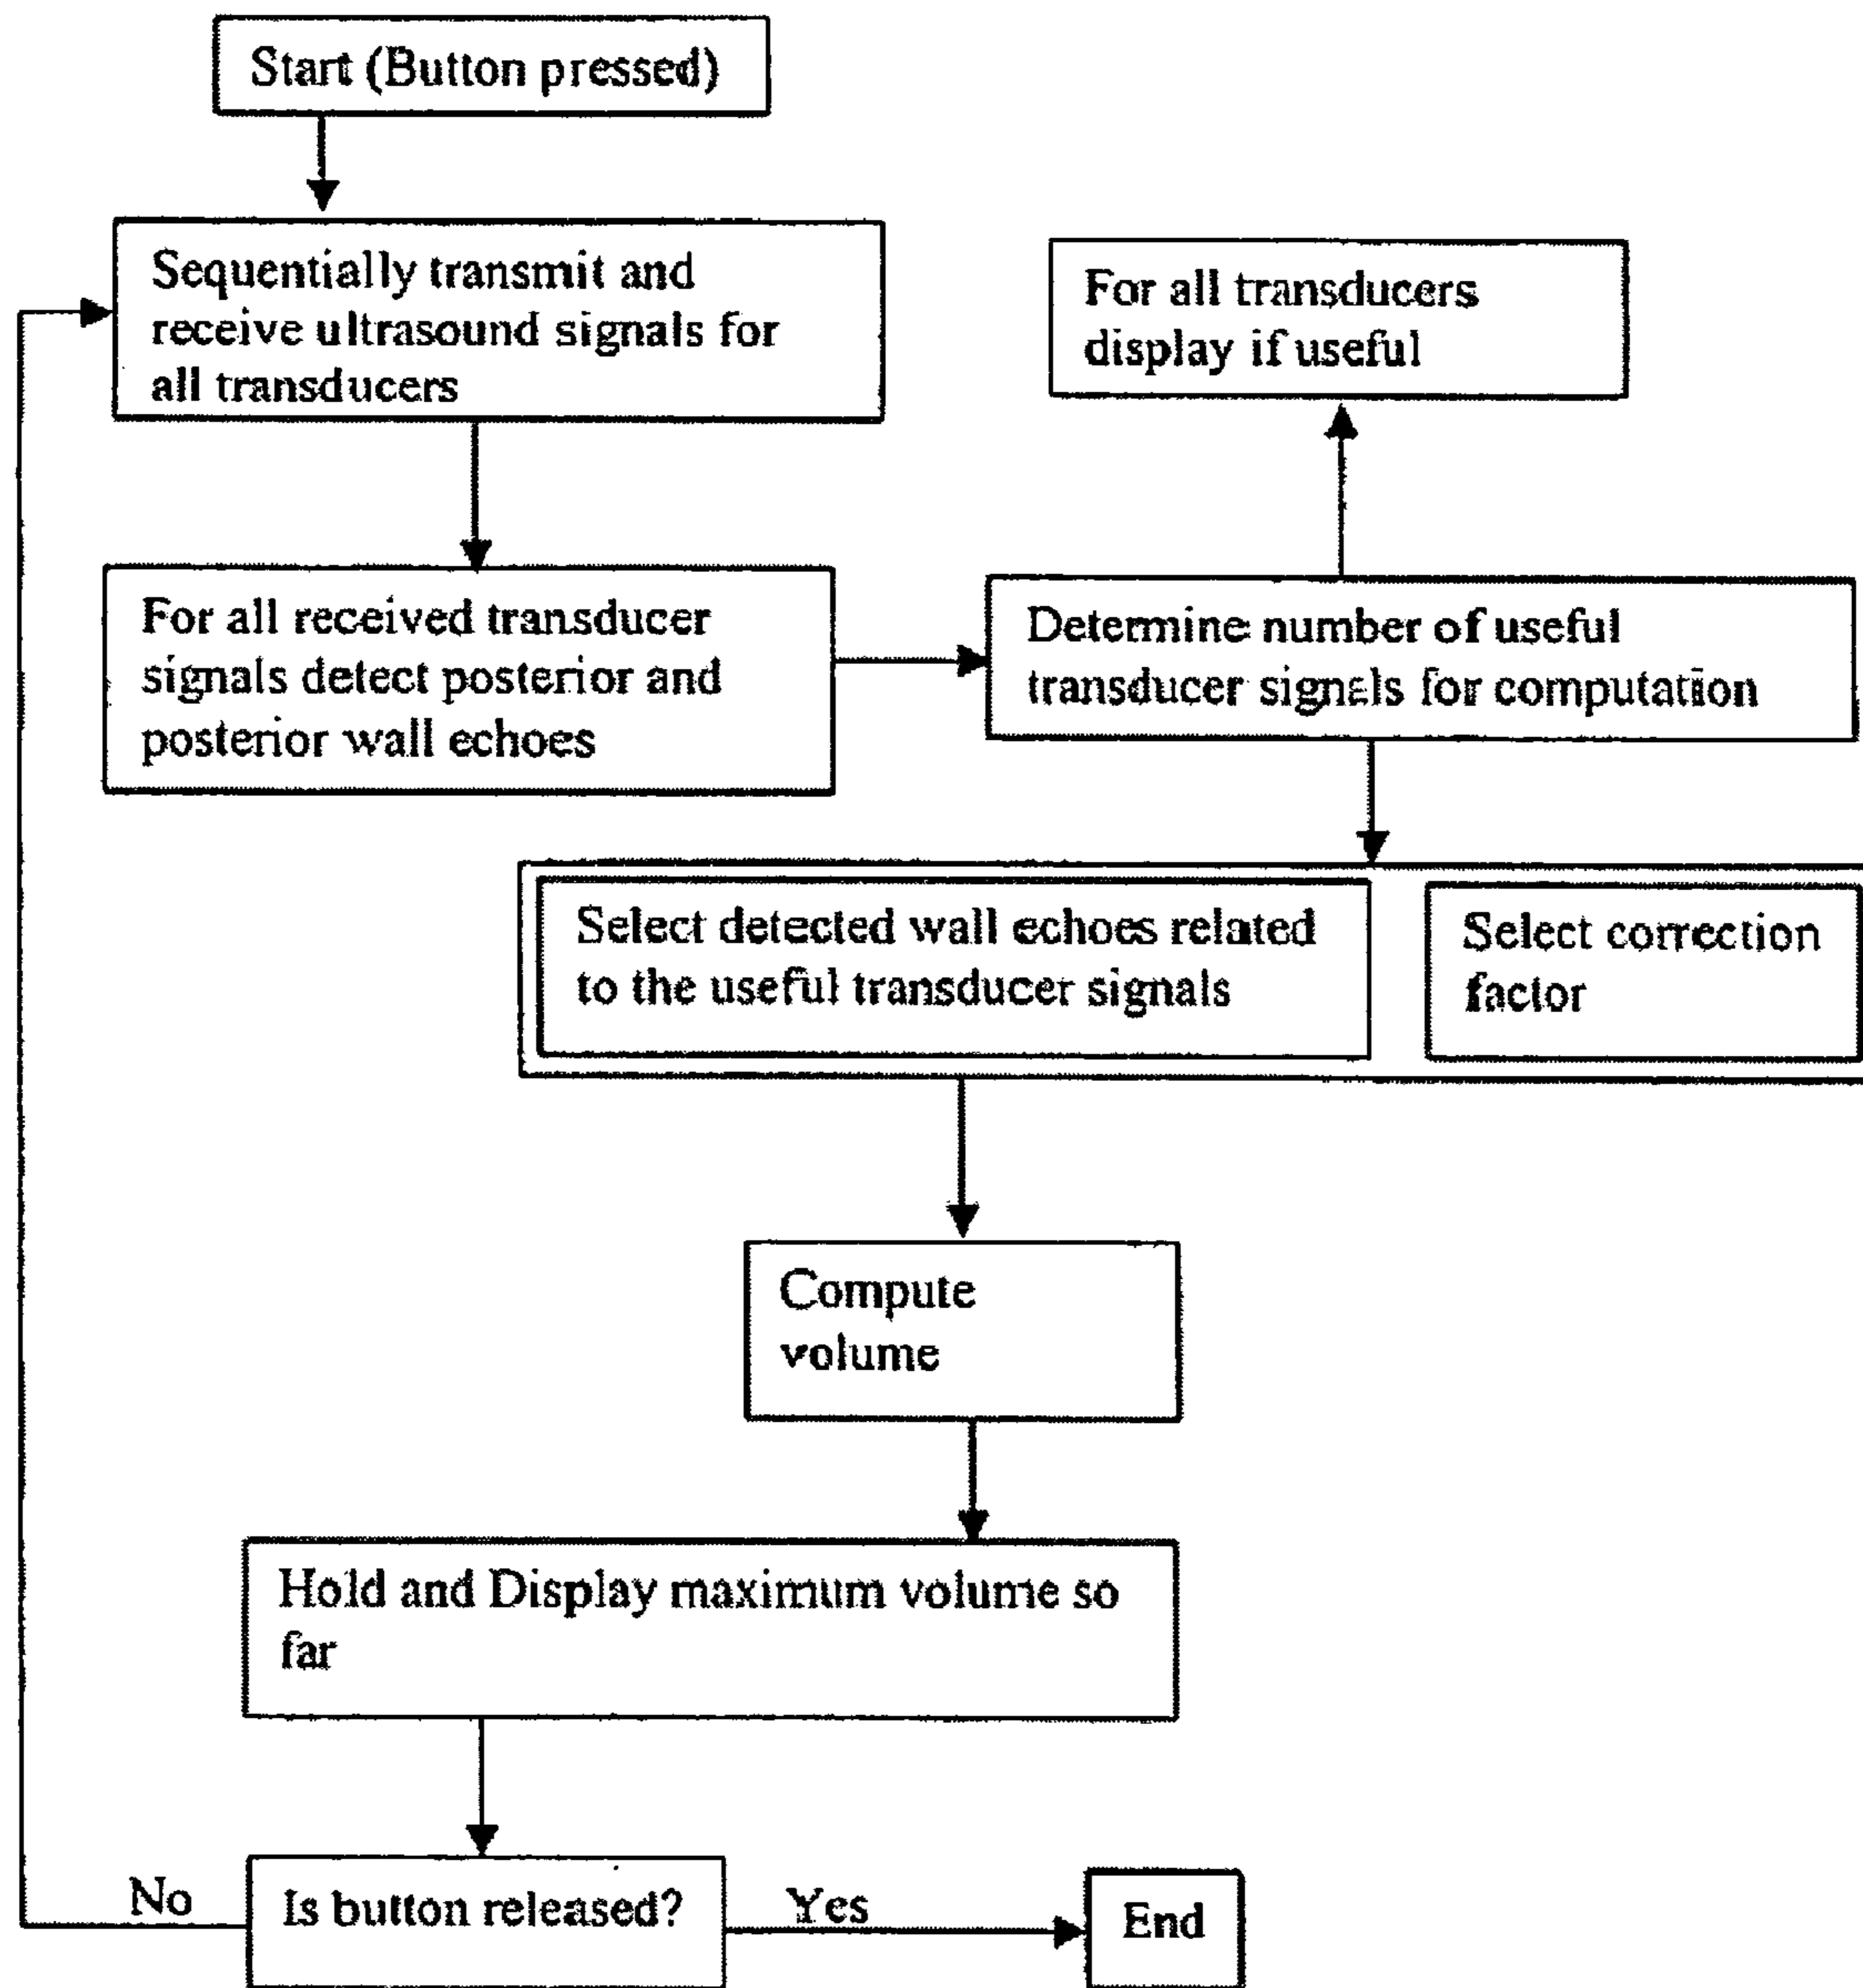 Start (Button pressed)
Sequentially transmit and
receive ultrasound signals for
all transducers
For all transducers
display if useful
For all received transducer
signals detect posterior and
posterior wall echoes
Determine number of useful
transducer signals for computation
Select detected wall echoes related
to the useful transducer signals
Select correction
factor
Compute
volume
Hold and Display maximum volume so
far
No
Is button released?
Yes
End